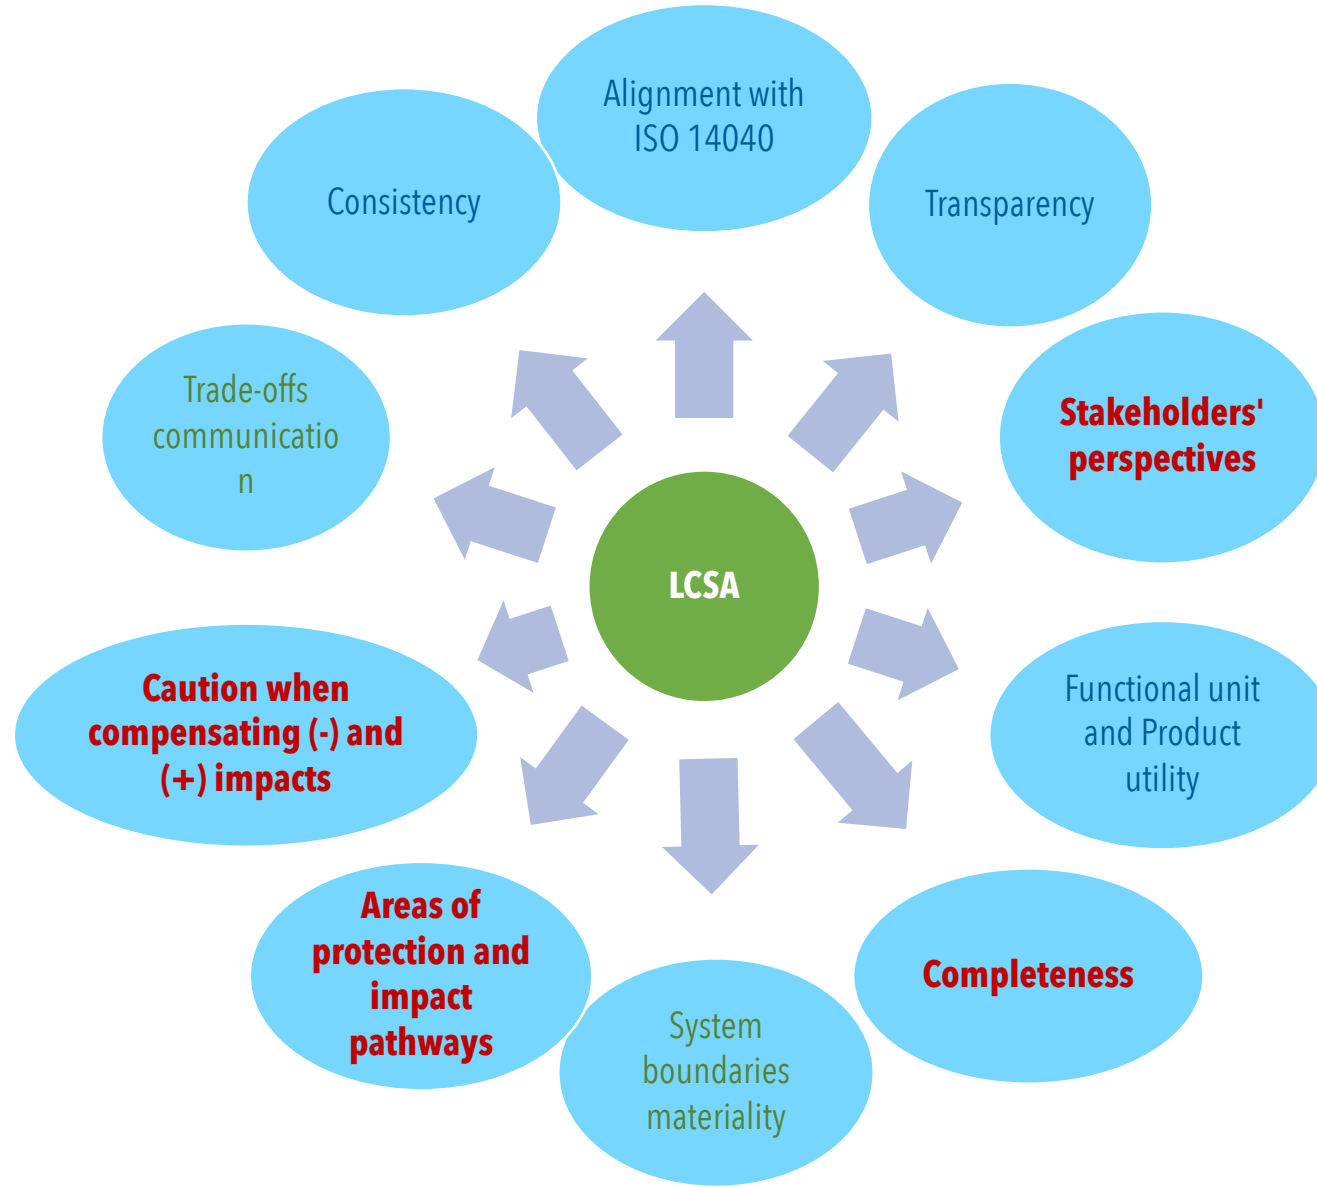 Alignment with
ISO 14040
Consistency
Transparency
Trade-offs
communicatio
n
Stakeholders'
perspectives
LCSA
Caution when
compensating (-) and
(+) impacts
Functional unit
and Product
utility
Areas of
protection and
impact
pathways
Completeness
System
boundaries
materiality